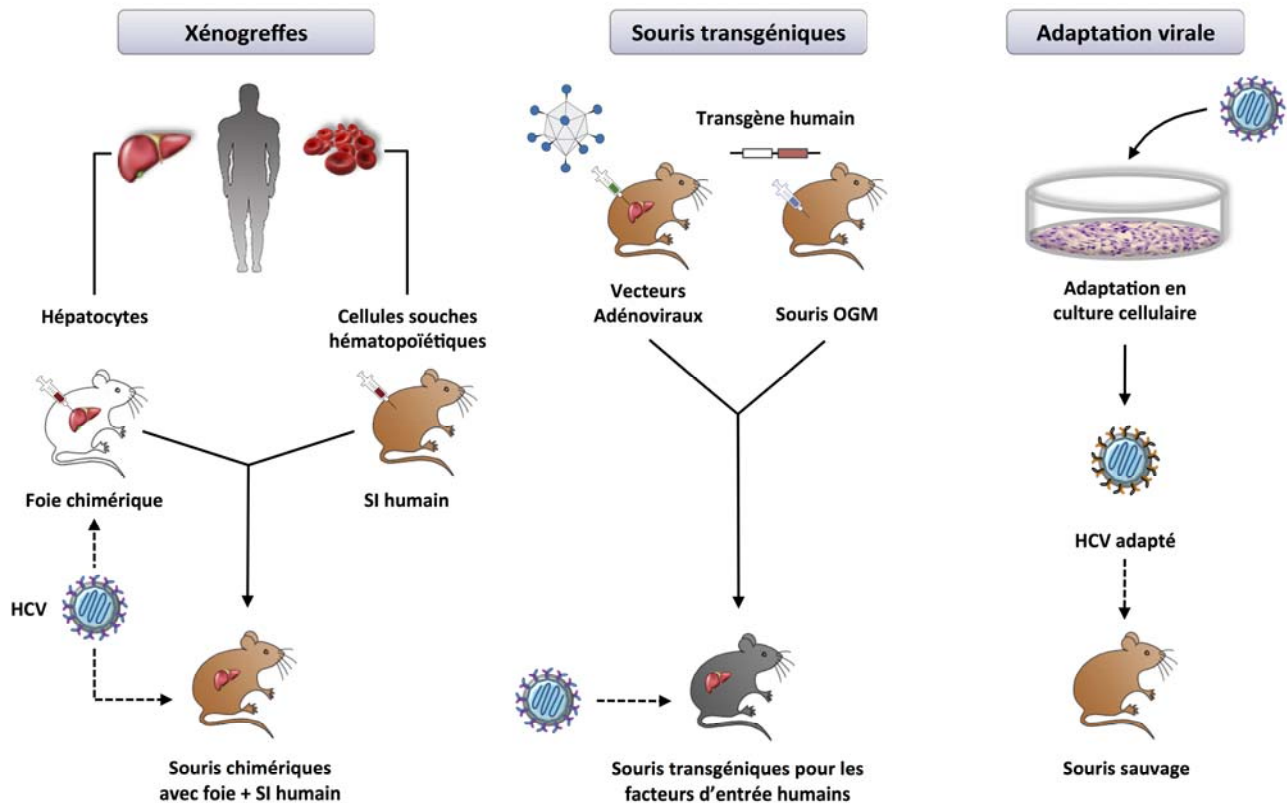 Xénogreffes
Hépatocytes
Cellules souches
hématopoïétiques
Foie chimérique
SI humain
HCV
Souris chimériques
avec foie + SI humain
Souris transgéniques
Transgène humain
Vecteurs
Adénoviraux
Souris OGM
Souris transgéniques pour les
facteurs d’entrée humains
Adaptation virale
Adaptation en
culture cellulaire
HCV adapté
Souris sauvage